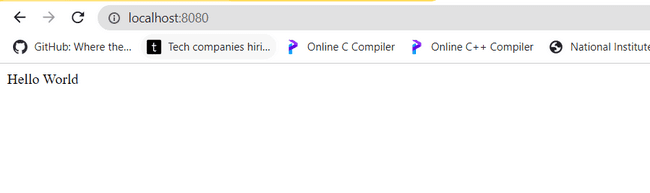 localhost:8080
GitHub: Where the...
t Tech companies hiri...
Online C Compiler
Online C++ Compiler
National Institute
Hello World